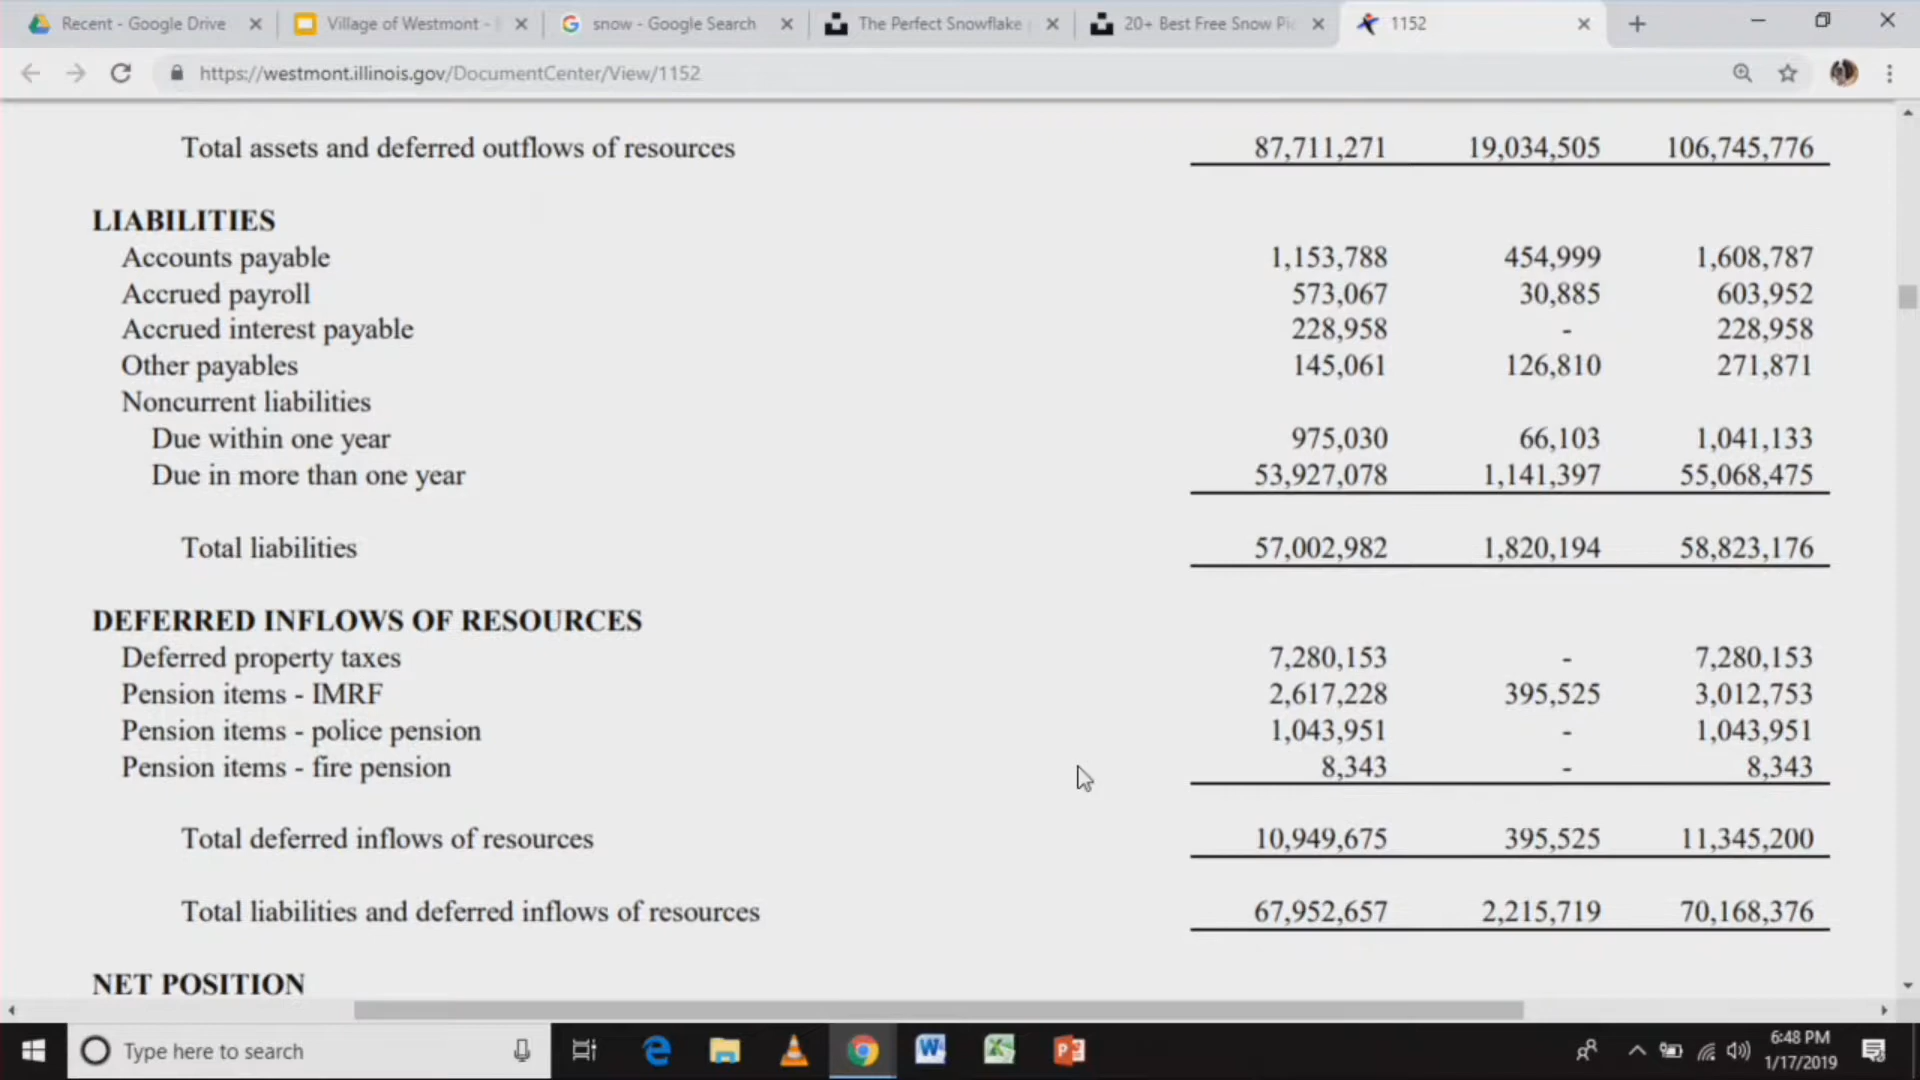 Recent - Google Drive
Village of Westmont -
snow - Google Search
The Perfect Snowflake
20+ Best Free Snow Pic
1152
https://westmont.illinois.gov/DocumentCenter/View/1152
Total assets and deferred outflows of resources 87,711,271 19,034,505 106,745,776
LIABILITIES
Accounts payable 1,153,788 454,999 1,608,787
Accrued payroll 573,067 30,885 603,952
Accrued interest payable 228,958 - 228,958
Other payables 145,061 126,810 271,871
Noncurrent liabilities
Due within one year 975,030 66,103 1,041,133
Due in more than one year 53,927,078 1,141,397 55,068,475
Total liabilities 57,002,982 1,820,194 58,823,176
DEFERRED INFLOWS OF RESOURCES
Deferred property taxes 7,280,153 - 7,280,153
Pension items - IMRF 2,617,228 395,525 3,012,753
Pension items - police pension 1,043,951 - 1,043,951
Pension items - fire pension 8,343 - 8,343
Total deferred inflows of resources 10,949,675 395,525 11,345,200
Total liabilities and deferred inflows of resources 67,952,657 2,215,719 70,168,376
NET POSITION
Type here to search
6:48 PM
1/17/2019